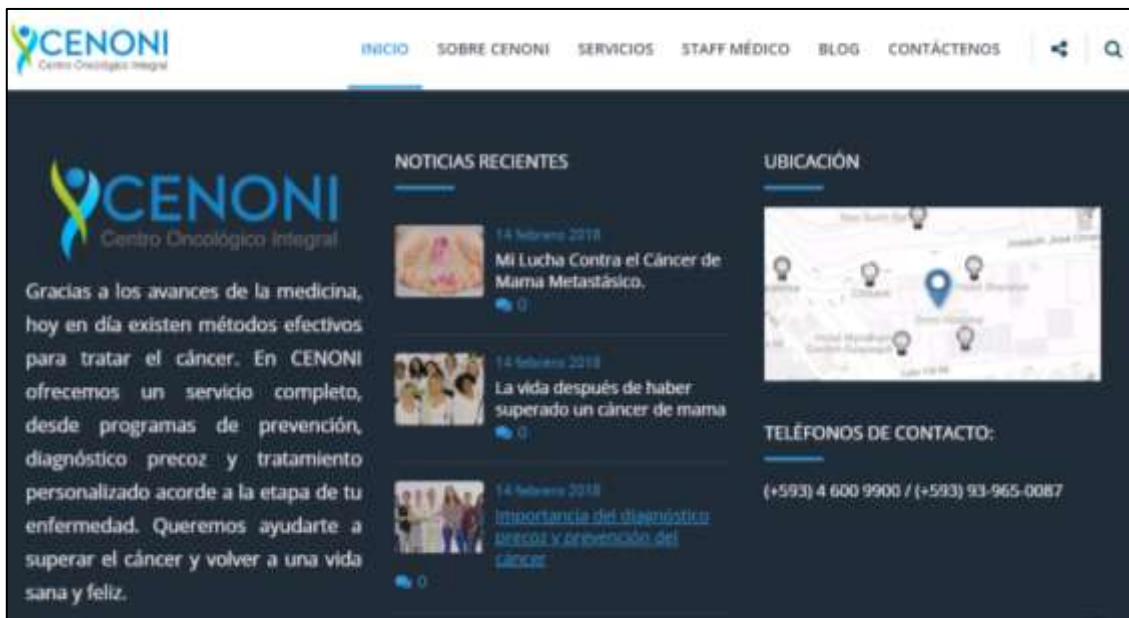 CENONI
Centro Oncológico Integral
INICIO SOBRE CENONI SERVICIOS STAFF MÉDICO BLOG CONTÁCTENOS
CENONI
Centro Oncológico Integral
Gracias a los avances de la medicina,
hoy en día existen métodos efectivos
para tratar el cáncer. En CENONI
ofrecemos un servicio completo,
desde programas de prevención,
diagnóstico precoz y tratamiento
personalizado acorde a la etapa de tu
enfermedad. Queremos ayudarte a
superar el cáncer y volver a una vida
sana y feliz.
NOTICIAS RECIENTES
14 febrero 2018
Mi Lucha Contra el Cáncer de
Mama Metastásico.
0
14 febrero 2018
La vida después de haber
superado un cáncer de mama
0
14 febrero 2018
Importancia del diagnóstico
precoz y prevención del
cáncer
0
UBICACIÓN
TELÉFONOS DE CONTACTO:
(+593) 4 600 9900 / (+593) 93-965-0087